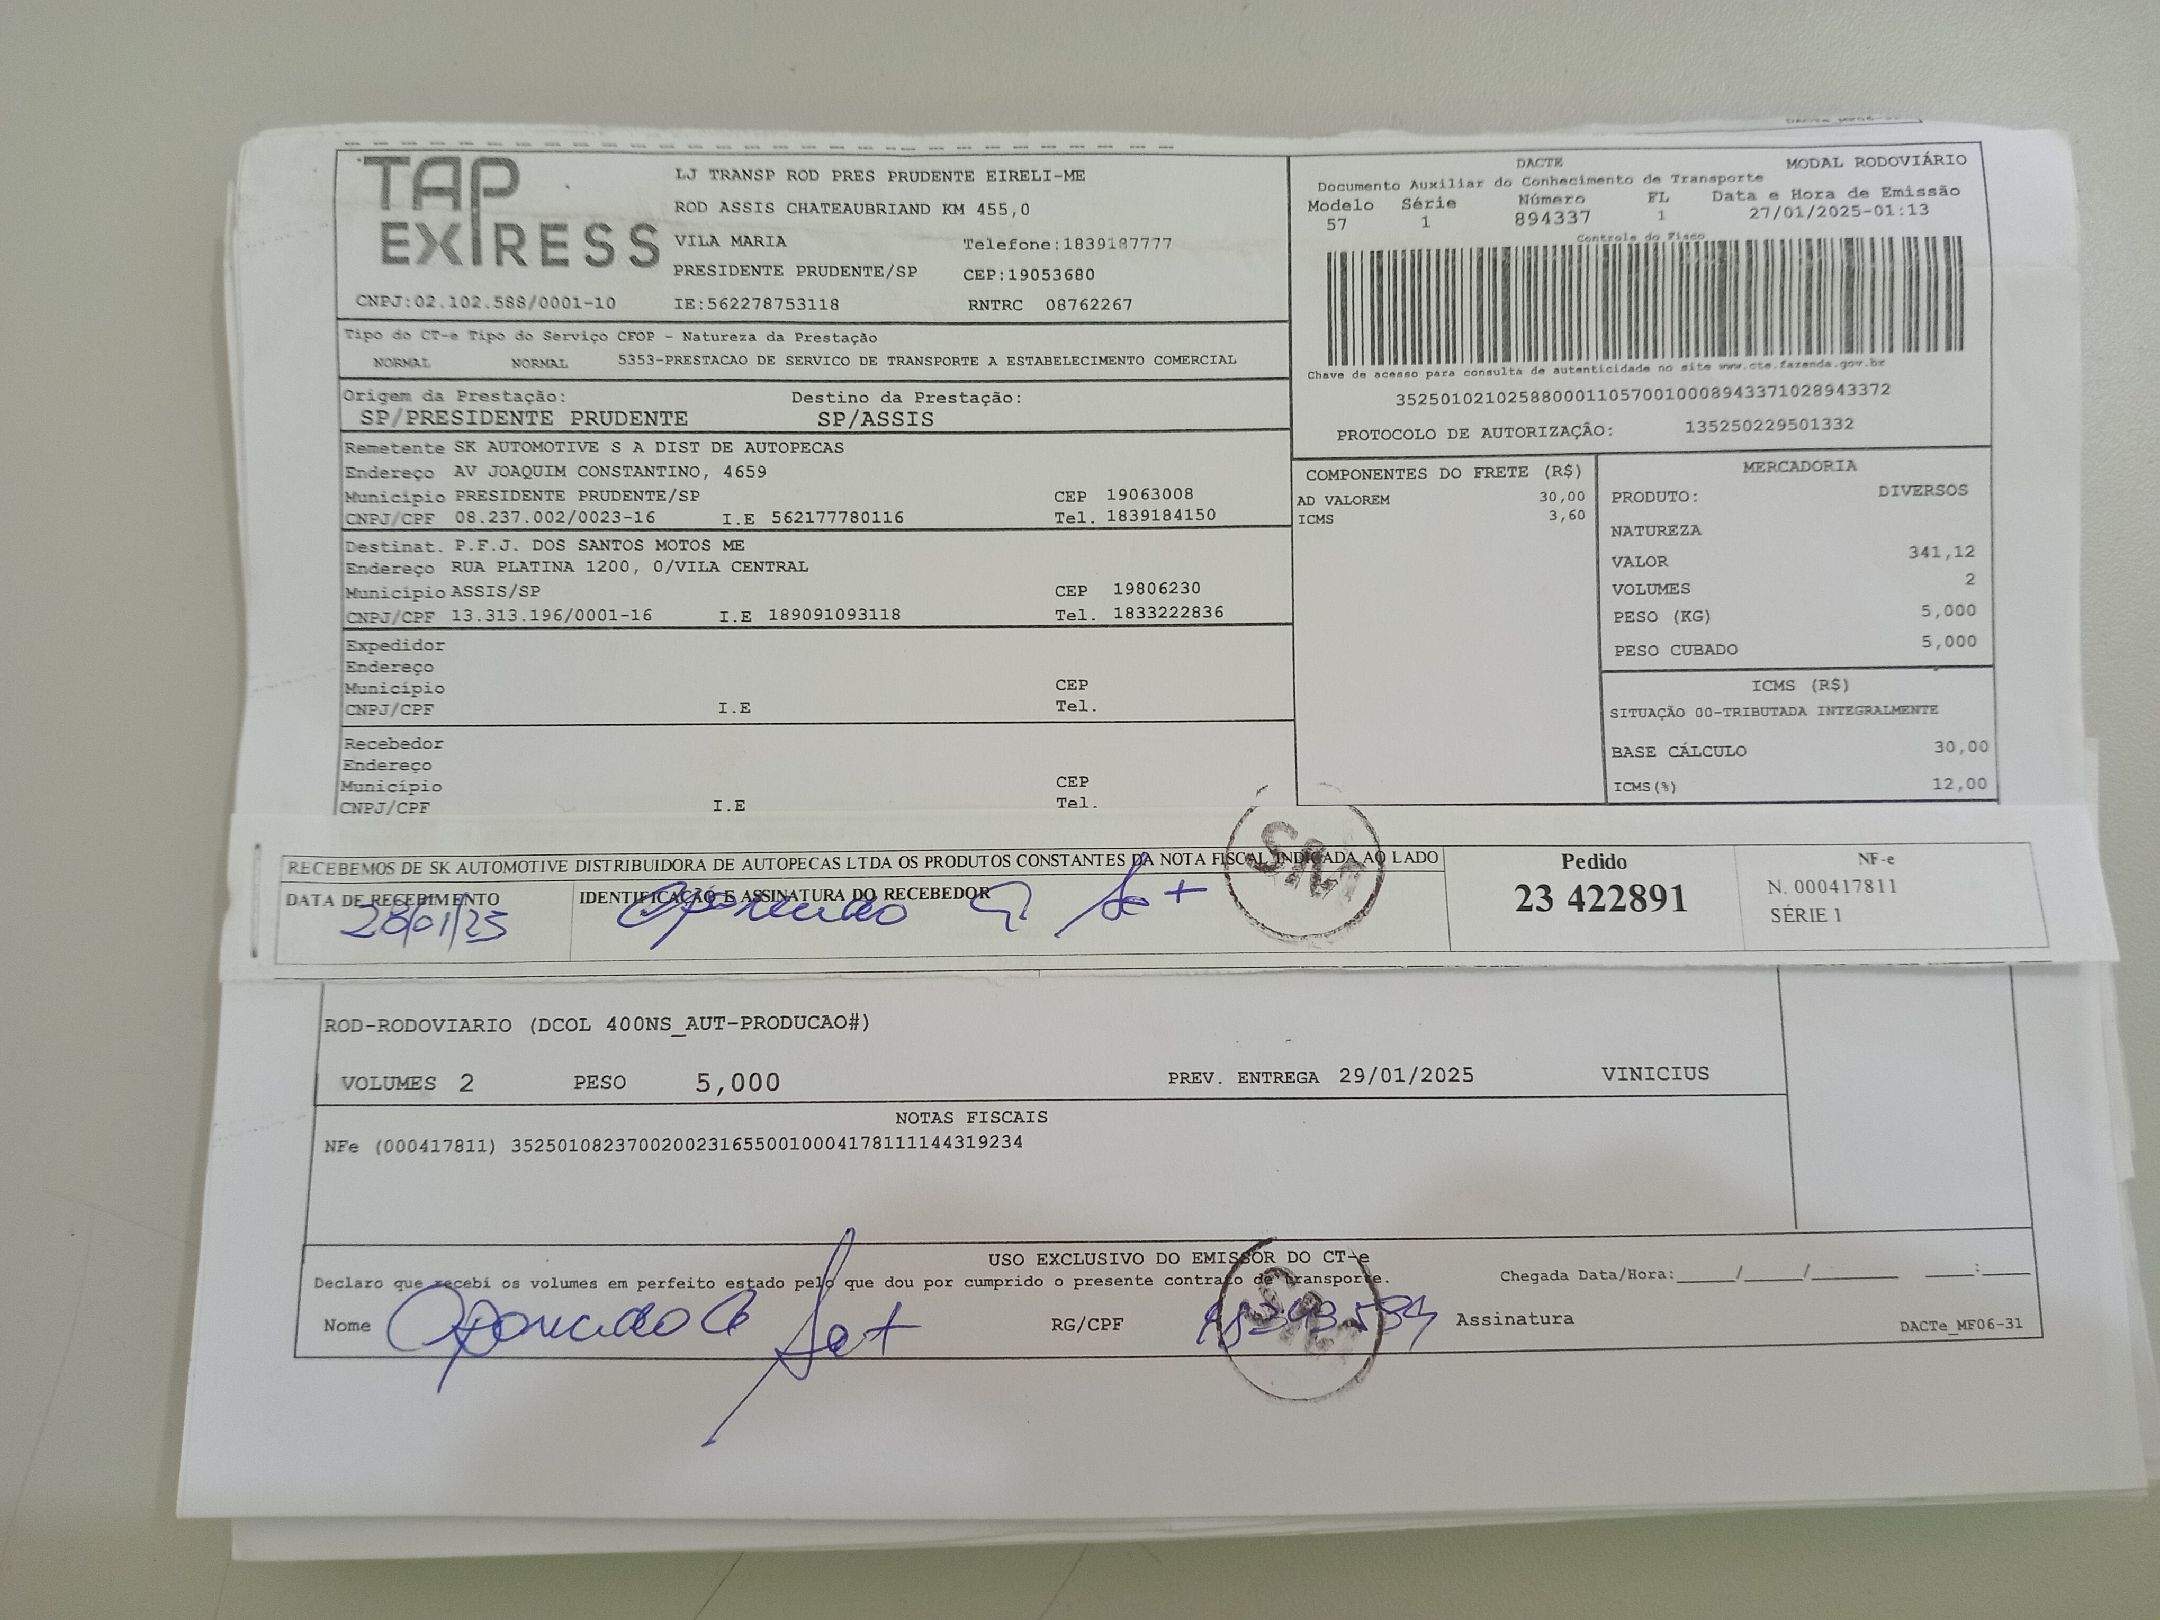 TAP EXPRESS
LJ TRANSP ROD PRES PRUDENTE EIRELI-ME
ROD ASSIS CHATEAUBRIAND KM 455,0
VILA MARIA Telefone:1839187777
PRESIDENTE PRUDENTE/SP CEP:19053680
CNPJ:02.102.588/0001-10 IE:562278753118 RNTRC 08762267
DACTE MODAL RODOVIÁRIO
Documento Auxiliar do Conhecimento de Transporte
Modelo Série Número FL Data e Hora de Emissão
57 1 894337 1 27/01/2025-01:13
Controle do Fisco
Chave de acesso para consulta de autenticidade no site www.cte.fazenda.gov.br
35250102102588000110570010008943371028943372
PROTOCOLO DE AUTORIZAÇÃO: 135250229501332
Tipo do CT-e Tipo do Serviço CFOP - Natureza da Prestação
NORMAL NORMAL 5353-PRESTACAO DE SERVICO DE TRANSPORTE A ESTABELECIMENTO COMERCIAL
Origem da Prestação: Destino da Prestação:
SP/PRESIDENTE PRUDENTE SP/ASSIS
Remetente SK AUTOMOTIVE S A DIST DE AUTOPECAS
Endereço AV JOAQUIM CONSTANTINO, 4659
Município PRESIDENTE PRUDENTE/SP CEP 19063008
CNPJ/CPF 08.237.002/0023-16 I.E 562177780116 Tel. 1839184150
Destinat. P.F.J. DOS SANTOS MOTOS ME
Endereço RUA PLATINA 1200, 0/VILA CENTRAL
Município ASSIS/SP CEP 19806230
CNPJ/CPF 13.313.196/0001-16 I.E 189091093118 Tel. 1833222836
Expedidor
Endereço
Município CEP
CNPJ/CPF I.E Tel.
Recebedor
Endereço
Município CEP
CNPJ/CPF I.E Tel.
COMPONENTES DO FRETE (R$)
AD VALOREM 30,00
ICMS 3,60
MERCADORIA
PRODUTO: DIVERSOS
NATUREZA
VALOR 341,12
VOLUMES 2
PESO (KG) 5,000
PESO CUBADO 5,000
ICMS (R$)
SITUAÇÃO 00-TRIBUTADA INTEGRALMENTE
BASE CÁLCULO 30,00
ICMS(%) 12,00
RECEBEMOS DE SK AUTOMOTIVE DISTRIBUIDORA DE AUTOPECAS LTDA OS PRODUTOS CONSTANTES DA NOTA FISCAL INDICADA AO LADO
DATA DE RECEBIMENTO IDENTIFICAÇÃO E ASSINATURA DO RECEBEDOR
28/01/25
Pedido
23 422891
NF-e
N. 000417811
SÉRIE 1
ROD-RODOVIARIO (DCOL 400NS_AUT-PRODUCAO#)
VOLUMES 2 PESO 5,000 PREV. ENTREGA 29/01/2025 VINICIUS
NOTAS FISCAIS
NFe (000417811) 35250108237002002316550010004178111144319234
USO EXCLUSIVO DO EMISSOR DO CT-e
Declaro que recebi os volumes em perfeito estado pelo que dou por cumprido o presente contrato de transporte.
Chegada Data/Hora:_____/_____/_______ ____:____
Nome RG/CPF Assinatura
DACTe_MF06-31